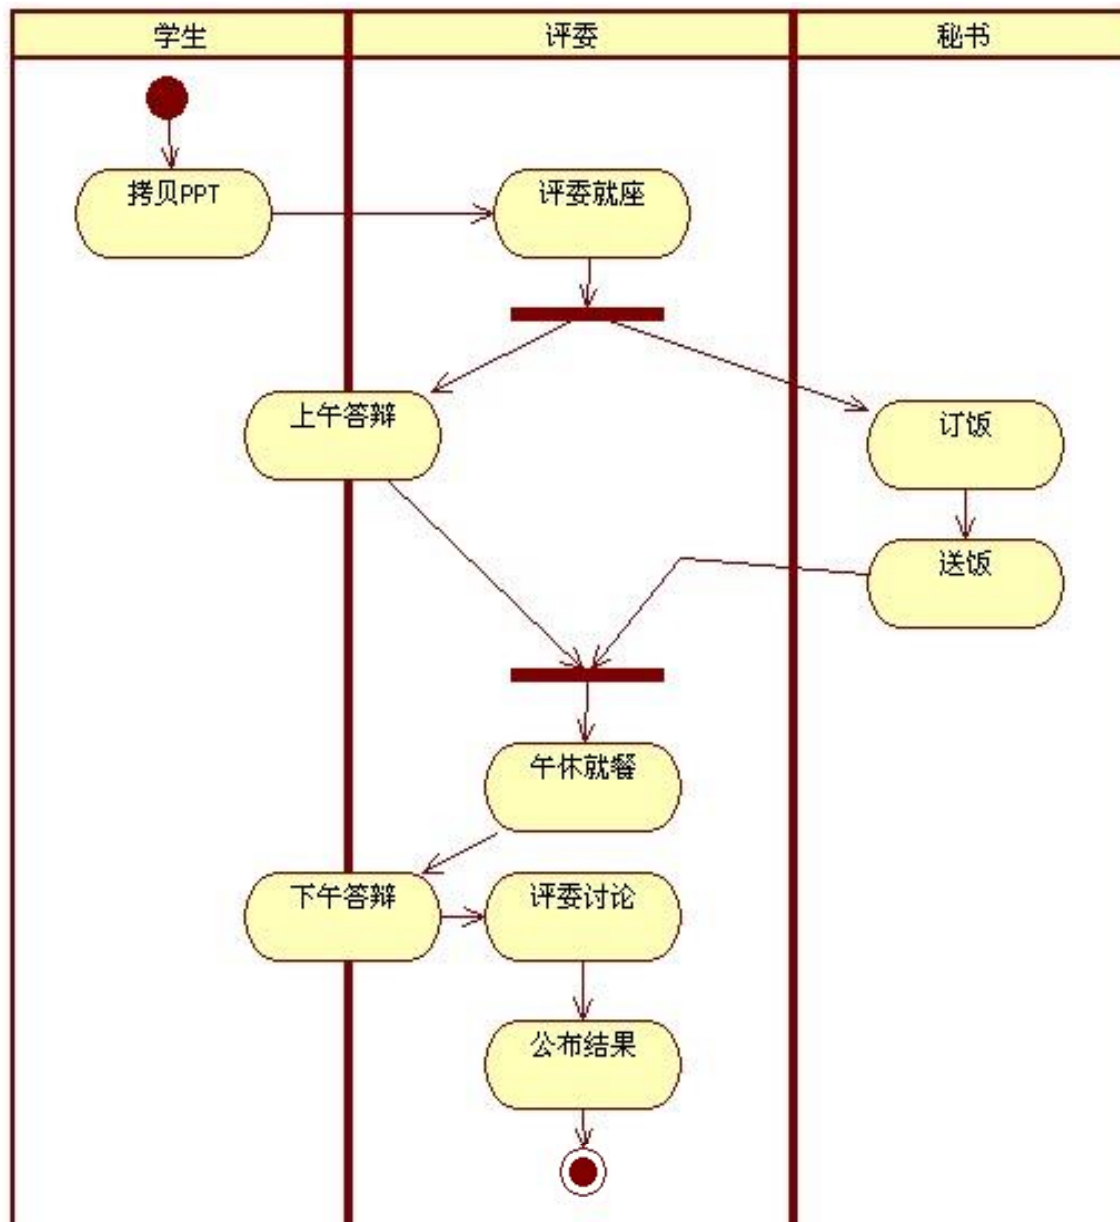 学生
评委
秘书
拷贝PPT
评委就座
上午答辩
订饭
送饭
午休就餐
下午答辩
评委讨论
公布结果